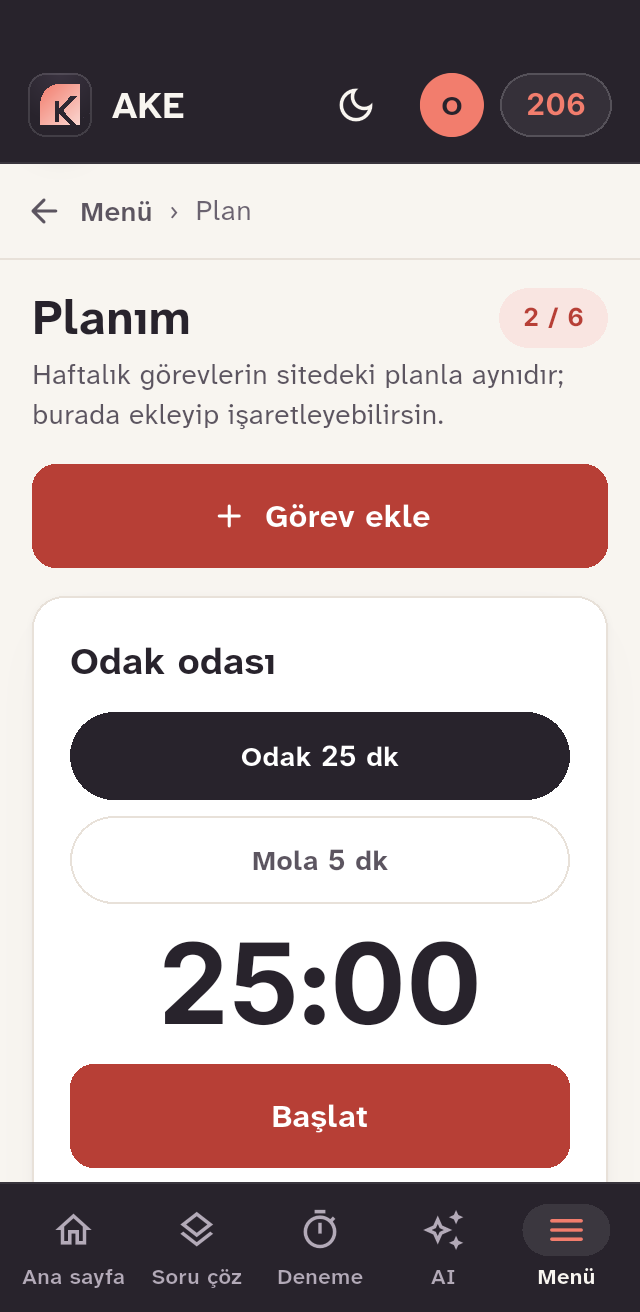 K
AKE
O
206
Menü › Plan
Planım
2 / 6
Haftalık görevlerin sitedeki planla aynıdır;
burada ekleyip işaretleyebilirsin.
+ Görev ekle
Odak odası
Odak 25 dk
Mola 5 dk
25:00
Başlat
Ana sayfa
Soru çöz
Deneme
AI
Menü